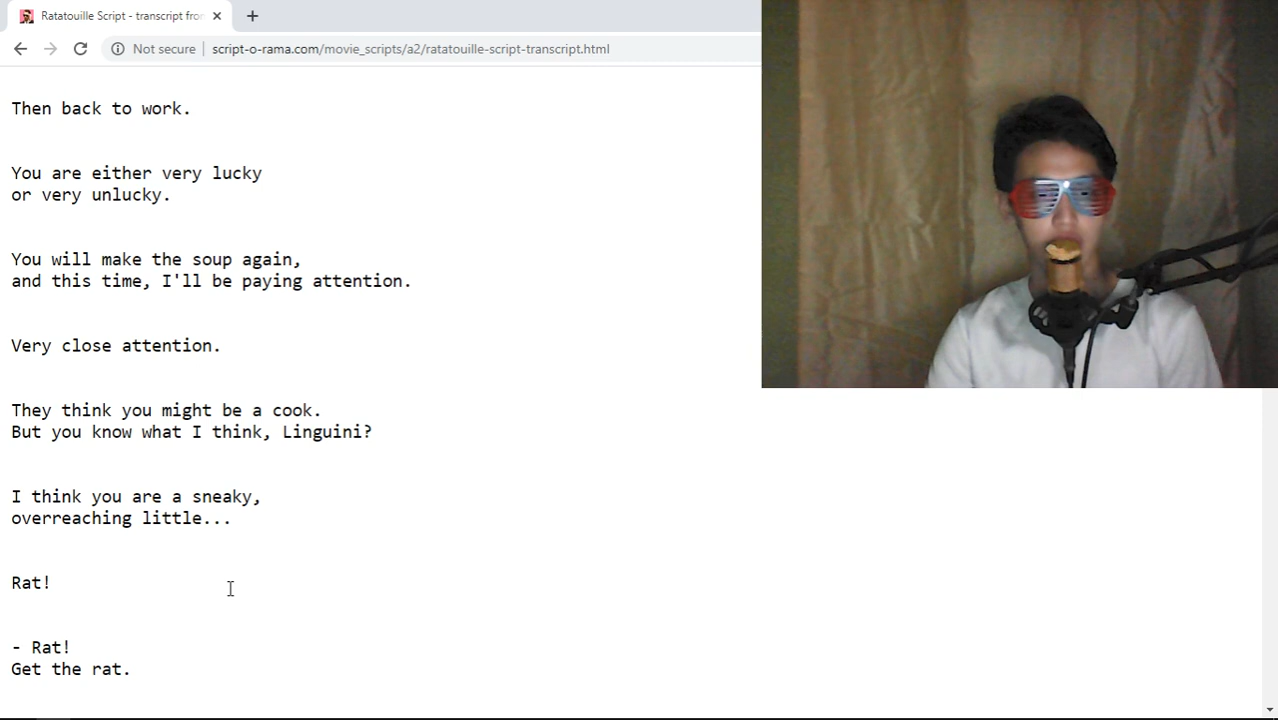 Ratatouille Script - transcript fro
Not secure
script-o-rama.com/movie_scripts/a2/ratatouille-script-transcript.html
Then back to work.
You are either very lucky
or very unlucky.
You will make the soup again,
and this time, I'll be paying attention.
Very close attention.
They think you might be a cook.
But you know what I think, Linguini?
I think you are a sneaky,
overreaching little...
Rat!
- Rat!
Get the rat.